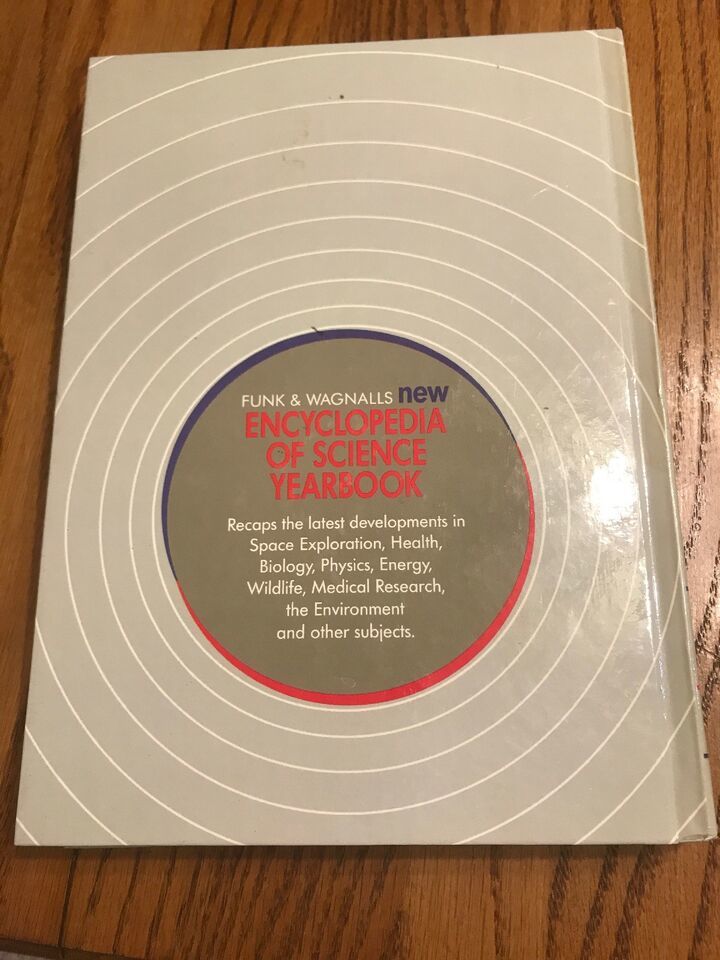 FUNK & WAGNALLS new
ENCYCLOPEDIA
OF SCIENCE
YEARBOOK
Recaps the latest developments in
Space Exploration, Health,
Biology, Physics, Energy,
Wildlife, Medical Research,
the Environment
and other subjects.